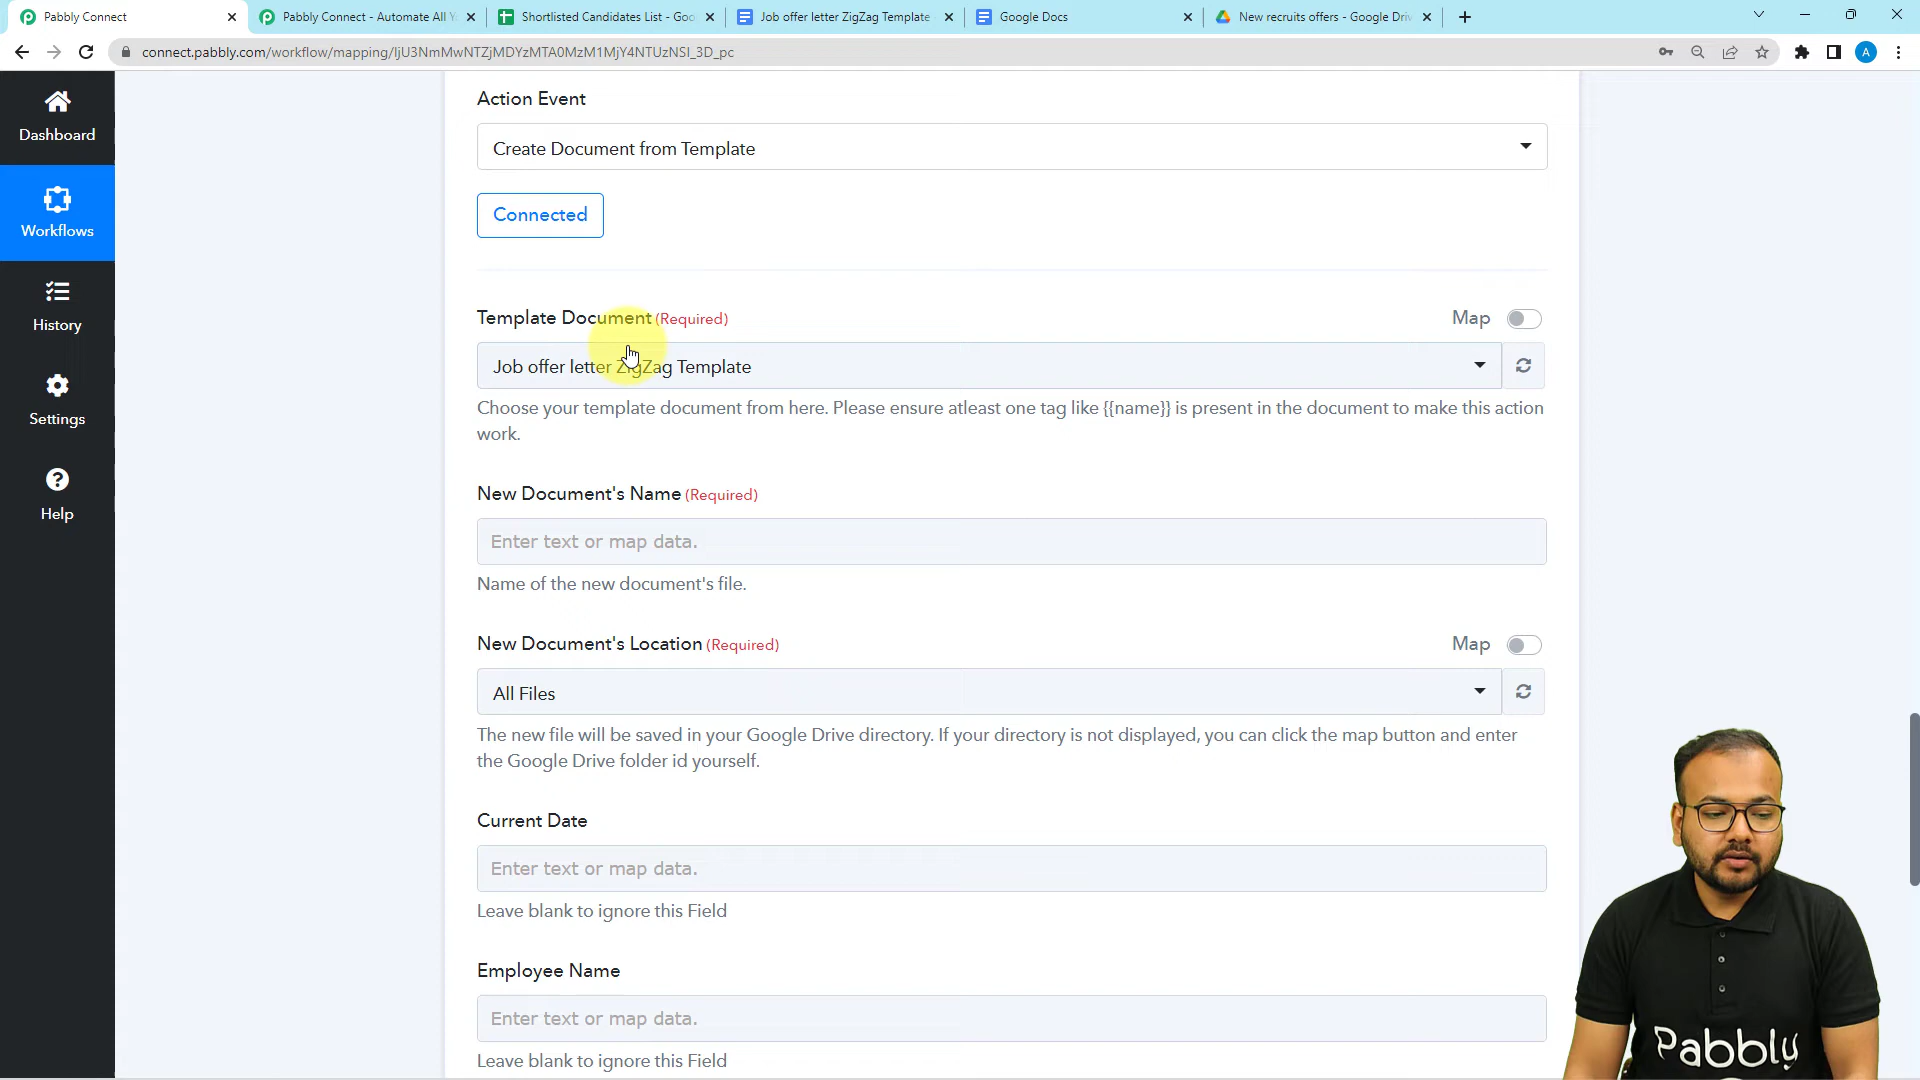 Pabbly Connect
Pabbly Connect - Automate All Y
Shortlisted Candidates List - Goo
Job offer letter ZigZag Template
Google Docs
New recruits offers - Google Driv
connect.pabbly.com/workflow/mapping/IjU3NmMwNTZjMDYzMTA0MzM1MjY4NTUzNSI_3D_pc
A
Dashboard
Workflows
History
Settings
Help
Action Event
Create Document from Template
Connected
Template Document (Required)
Map
Job offer letter ZigZag Template
Choose your template document from here. Please ensure atleast one tag like {{name}} is present in the document to make this action
work.
New Document's Name (Required)
Enter text or map data.
Name of the new document's file.
New Document's Location (Required)
Map
All Files
The new file will be saved in your Google Drive directory. If your directory is not displayed, you can click the map button and enter
the Google Drive folder id yourself.
Current Date
Enter text or map data.
Leave blank to ignore this Field
Employee Name
Enter text or map data.
Leave blank to ignore this Field
Pabbly